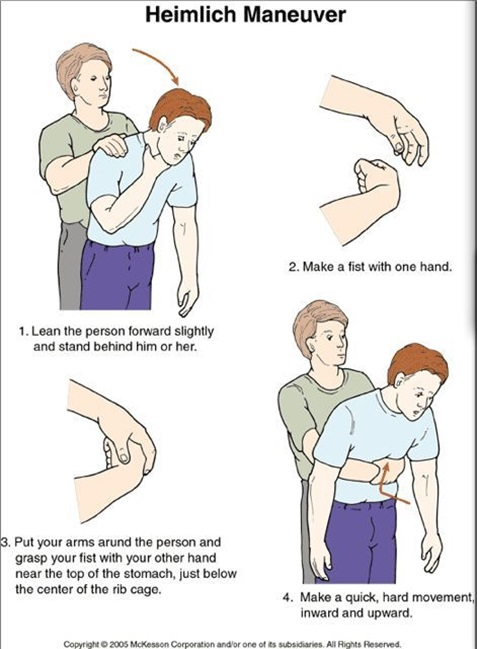 Heimlich Maneuver
1. Lean the person forward slightly
and stand behind him or her.
2. Make a fist with one hand.
3. Put your arms arund the person and
grasp your fist with your other hand
near the top of the stomach, just below
the center of the rib cage.
4. Make a quick, hard movement,
inward and upward.
Copyright © 2005 McKesson Corporation and/or one of its subsidiaries. All Rights Reserved.